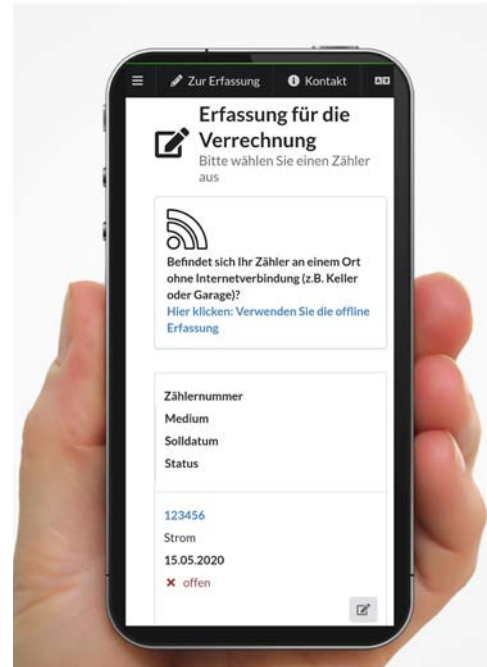 Zur Erfassung
Kontakt
Erfassung für die
Verrechnung
Bitte wählen Sie einen Zähler
aus
Befindet sich Ihr Zähler an einem Ort
ohne Internetverbindung (z.B. Keller
oder Garage)?
Hier klicken: Verwenden Sie die offline
Erfassung
Zählernummer
Medium
Solldatum
Status
123456
Strom
15.05.2020
offen